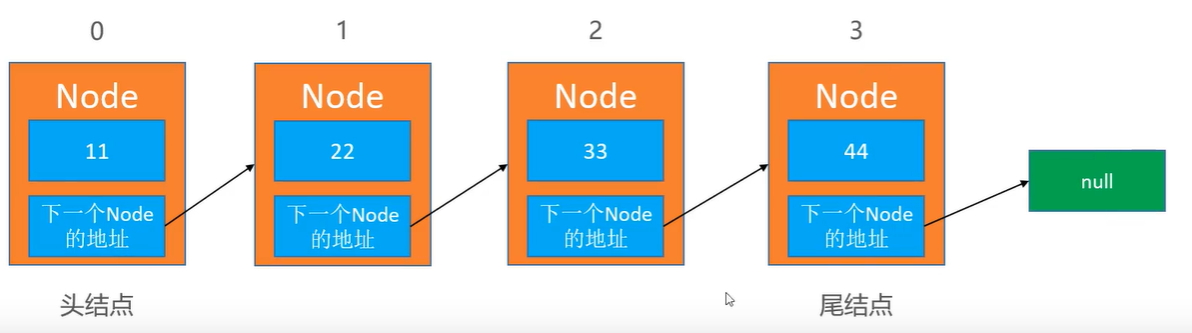 0 1 2 3
Node Node Node Node
11 22 33 44
null
下一个Node 下一个Node 下一个Node 下一个Node
的地址 的地址 的地址 的地址
头结点 尾结点